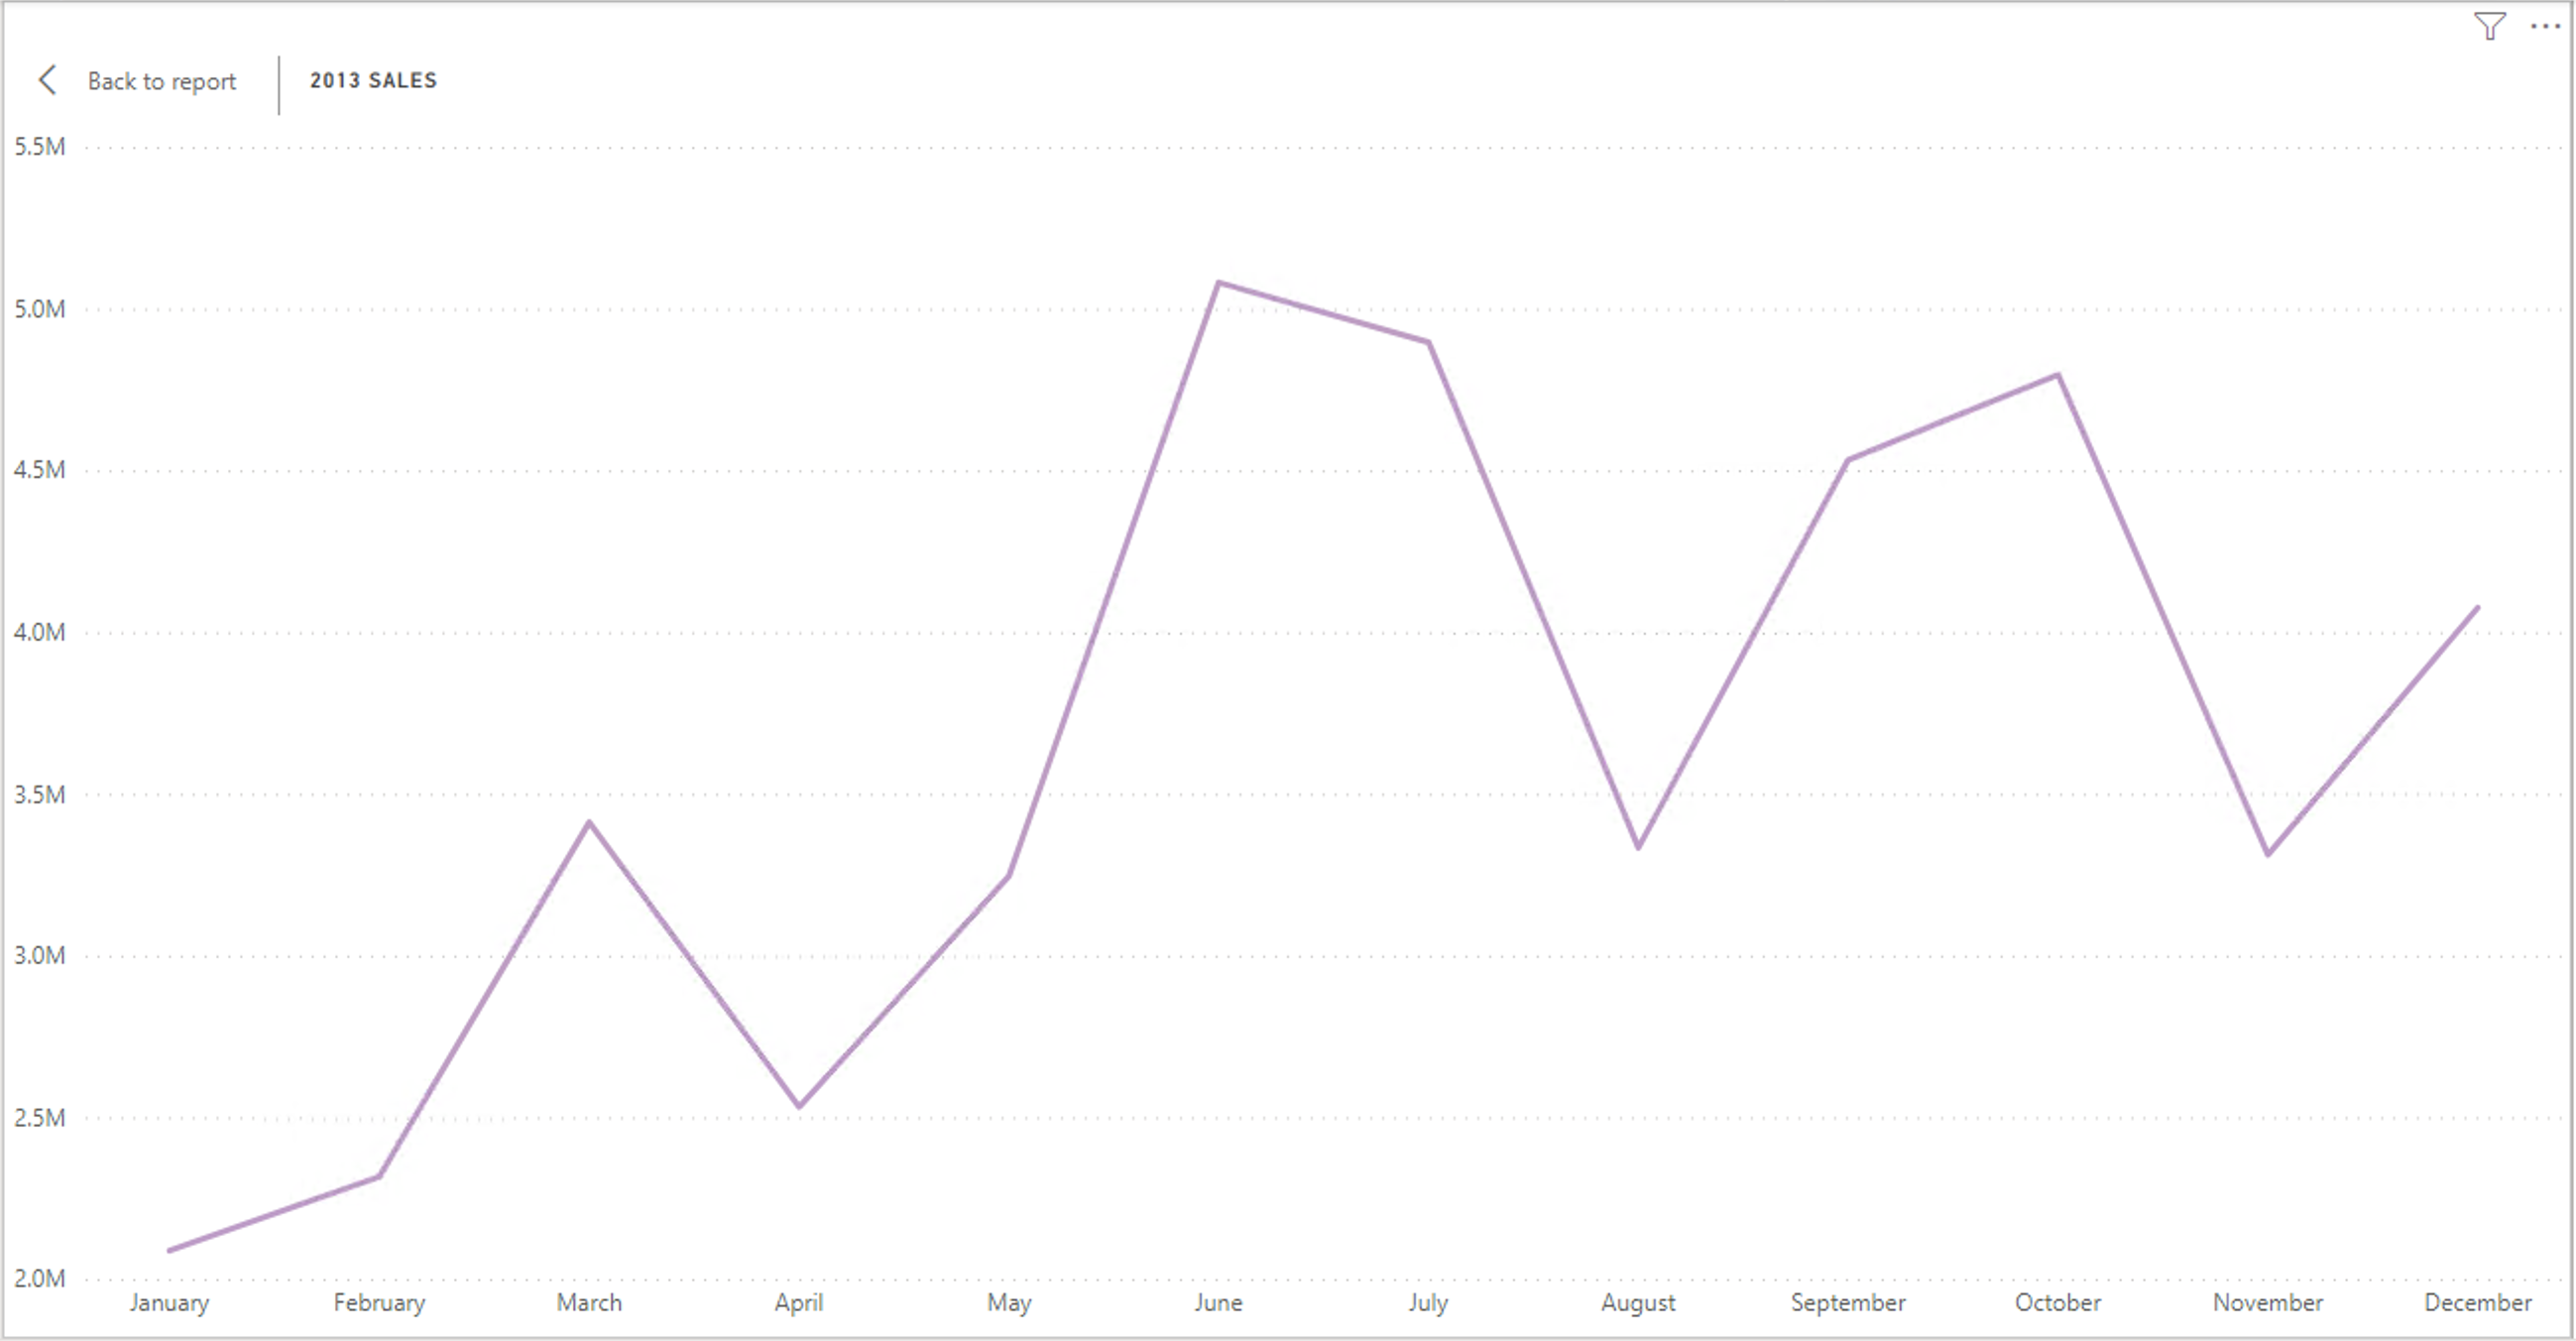 Back to report
2013 SALES
5.5M
5.0M
4.5M
4.0M
3.5M
3.0M
2.5M
2.0M
January February March April May June July August September October November December